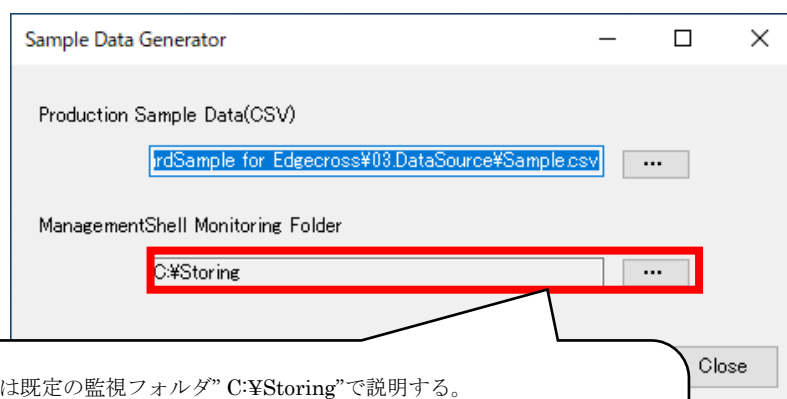 Sample Data Generator
Production Sample Data(CSV)
rdSample for Edgecross¥03.DataSource¥Sample.csv ...
ManagementShell Monitoring Folder
C:¥Storing ...
Close
は既定の監視フォルダ” C:¥Storing”で説明する。